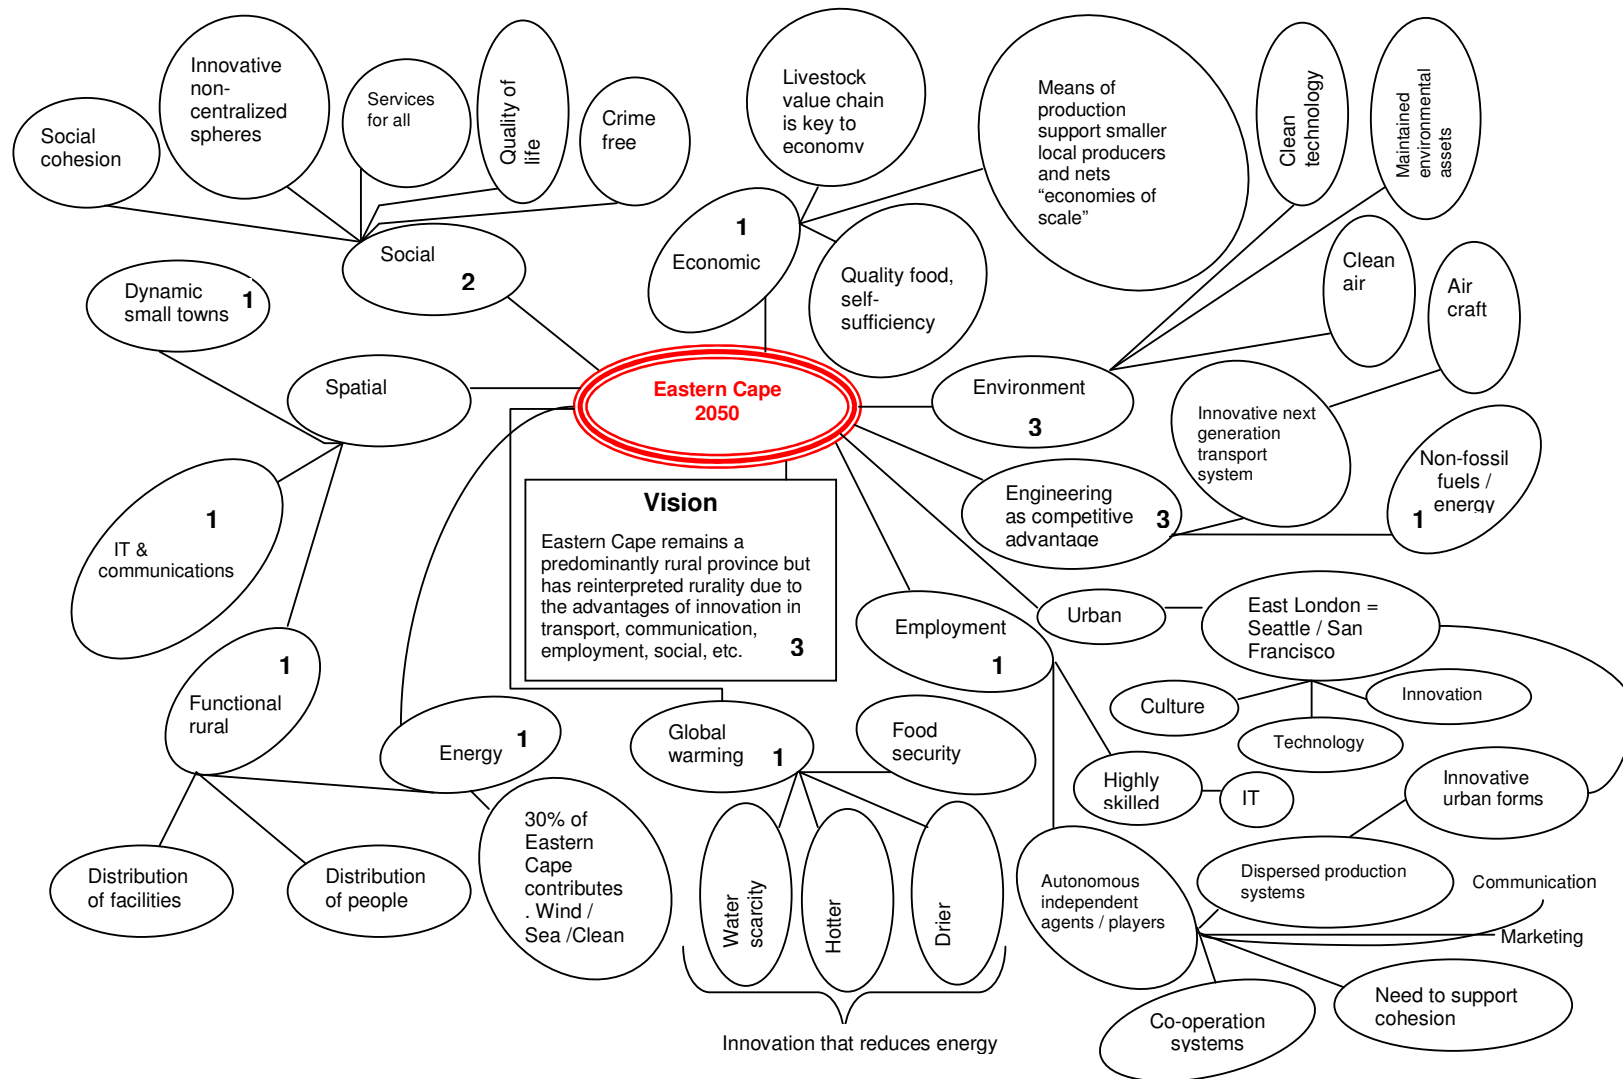 Social
cohesion
Innovative
non-
centralized
spheres
Services
for all
Quality of
life
Crime
free
Livestock
value chain
is key to
economy
Means of
production
support smaller
local producers
and nets
“economies of
scale”
Clean
technology
Maintained
environmental
assets
Social
2
1
Economic
Quality food,
self-
sufficiency
Clean
air
Air
craft
Dynamic
small towns 1
Spatial
Eastern Cape
2050
Environment
3
Innovative next
generation
transport
system
Non-fossil
fuels /
energy
1
Engineering
as competitive
advantage
3
1
IT &
communications
Vision
Eastern Cape remains a
predominantly rural province but
has reinterpreted rurality due to
the advantages of innovation in
transport, communication,
employment, social, etc. 3
Employment
1
Urban
East London =
Seattle / San
Francisco
Culture
Innovation
Technology
1
Functional
rural
Energy 1
Global
warming 1
Food
security
Highly
skilled
IT
Innovative
urban forms
30% of
Eastern
Cape
contributes
. Wind /
Sea /Clean
Distribution
of facilities
Distribution
of people
Water
scarcity
Hotter
Drier
Innovation that reduces energy
Autonomous
independent
agents / players
Dispersed production
systems
Communication
Marketing
Need to support
cohesion
Co-operation
systems